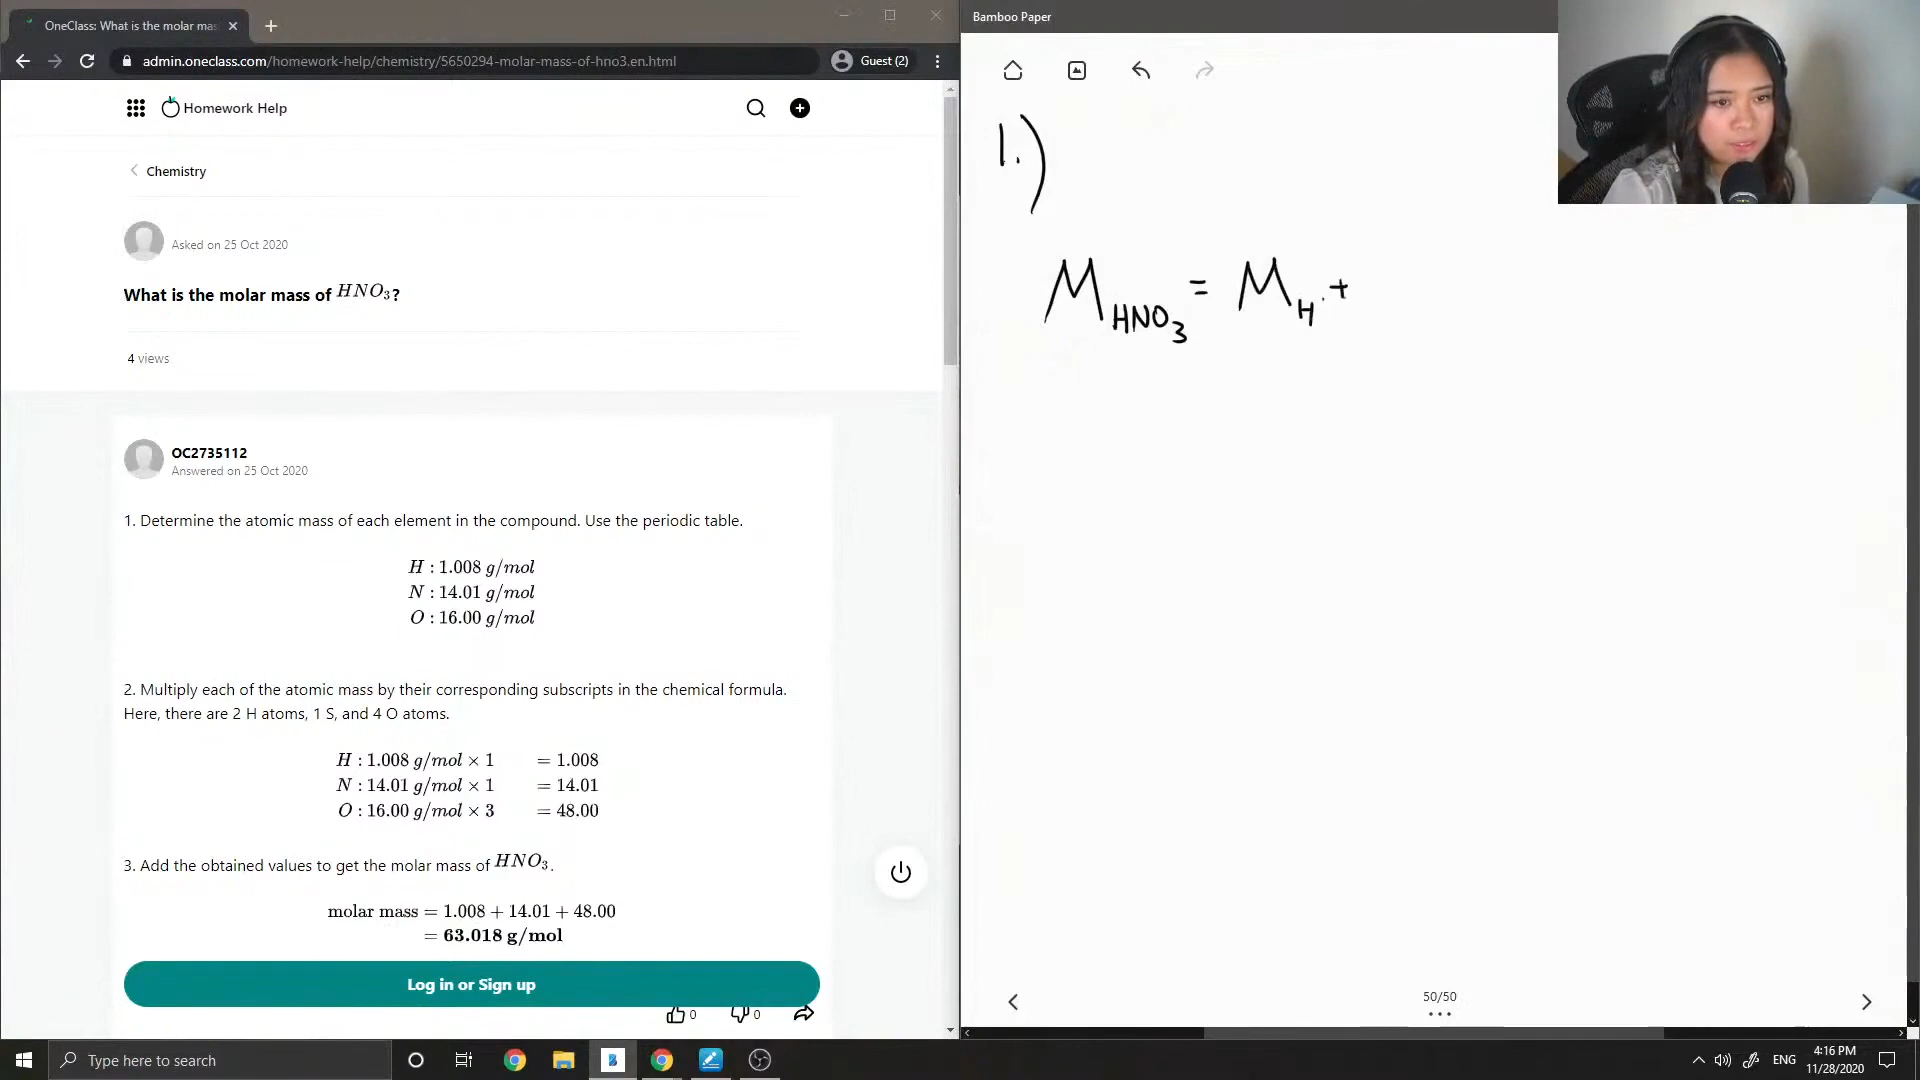 OneClass: What is the molar mas
admin.oneclass.com/homework-help/chemistry/5650294-molar-mass-of-hno3.en.html
Guest (2)
Homework Help
Chemistry
Asked on 25 Oct 2020
What is the molar mass of HNO₃?
4 views
OC2735112
Answered on 25 Oct 2020
1. Determine the atomic mass of each element in the compound. Use the periodic table.
H : 1.008 g/mol
N : 14.01 g/mol
O : 16.00 g/mol
2. Multiply each of the atomic mass by their corresponding subscripts in the chemical formula.
Here, there are 2 H atoms, 1 S, and 4 O atoms.
H : 1.008 g/mol × 1 = 1.008
N : 14.01 g/mol × 1 = 14.01
O : 16.00 g/mol × 3 = 48.00
3. Add the obtained values to get the molar mass of HNO₃.
molar mass = 1.008 + 14.01 + 48.00
= 63.018 g/mol
Log in or Sign up
0
0
Bamboo Paper
1.)
M HNO₃ = M H +
50/50
Type here to search
ENG
4:16 PM
11/28/2020